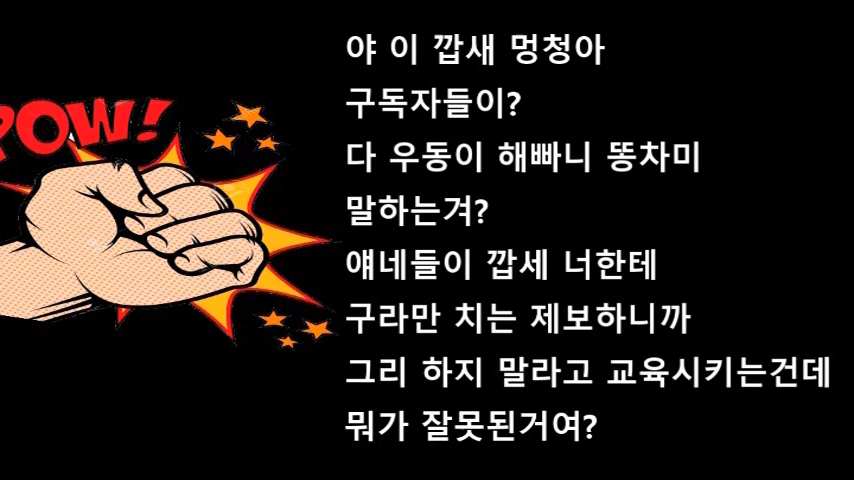 POW!
야 이 깝새 멍청아
구독자들이?
다 우동이 해빠니 똥차미
말하는겨?
얘네들이 깝세 너한테
구라만 치는 제보하니까
그리 하지 말라고 교육시키는건데
뭐가 잘못된거여?